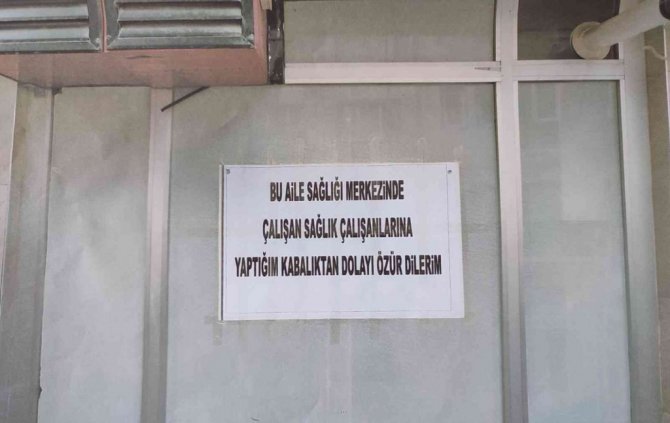 BU AİLE SAĞLIĞI MERKEZİNDE
ÇALIŞAN SAĞLIK ÇALIŞANLARINA
YAPTIĞIM KABALIKTAN DOLAYI ÖZÜR DİLERİM